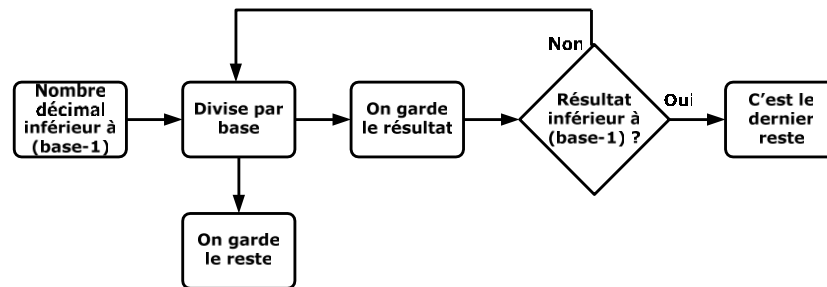 Non
Nombre
décimal
inférieur à
(base-1)
Divise par
base
On garde
le résultat
Résultat
inférieur à
(base-1) ?
Oui
C'est le
dernier
reste
On garde
le reste